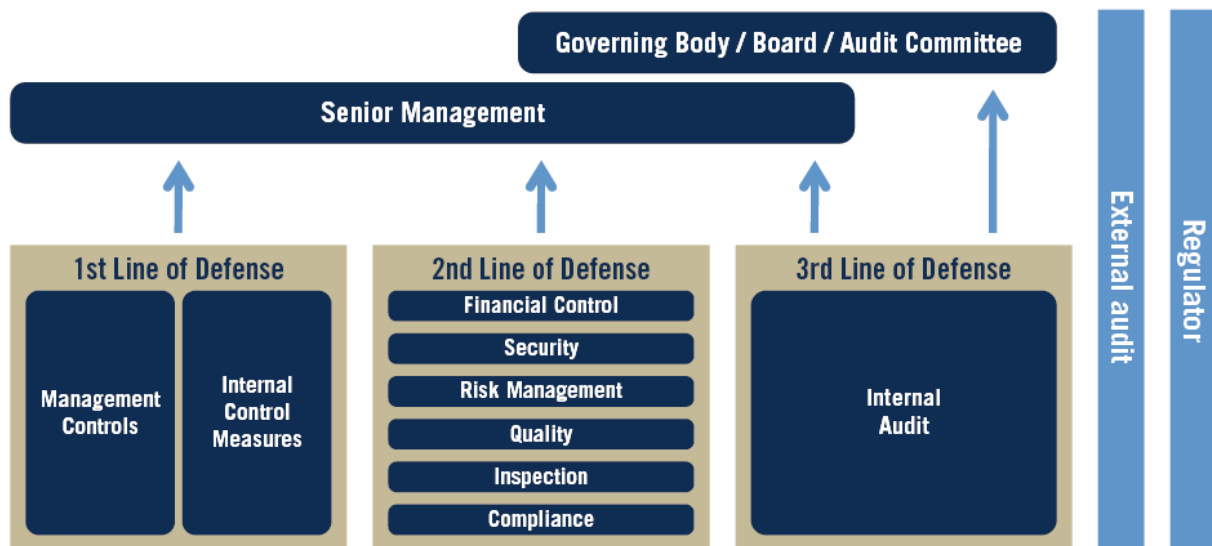 Governing Body / Board / Audit Committee
Senior Management
1st Line of Defense
Management
Controls
Internal
Control
Measures
2nd Line of Defense
Financial Control
Security
Risk Management
Quality
Inspection
Compliance
3rd Line of Defense
Internal
Audit
External audit
Regulator